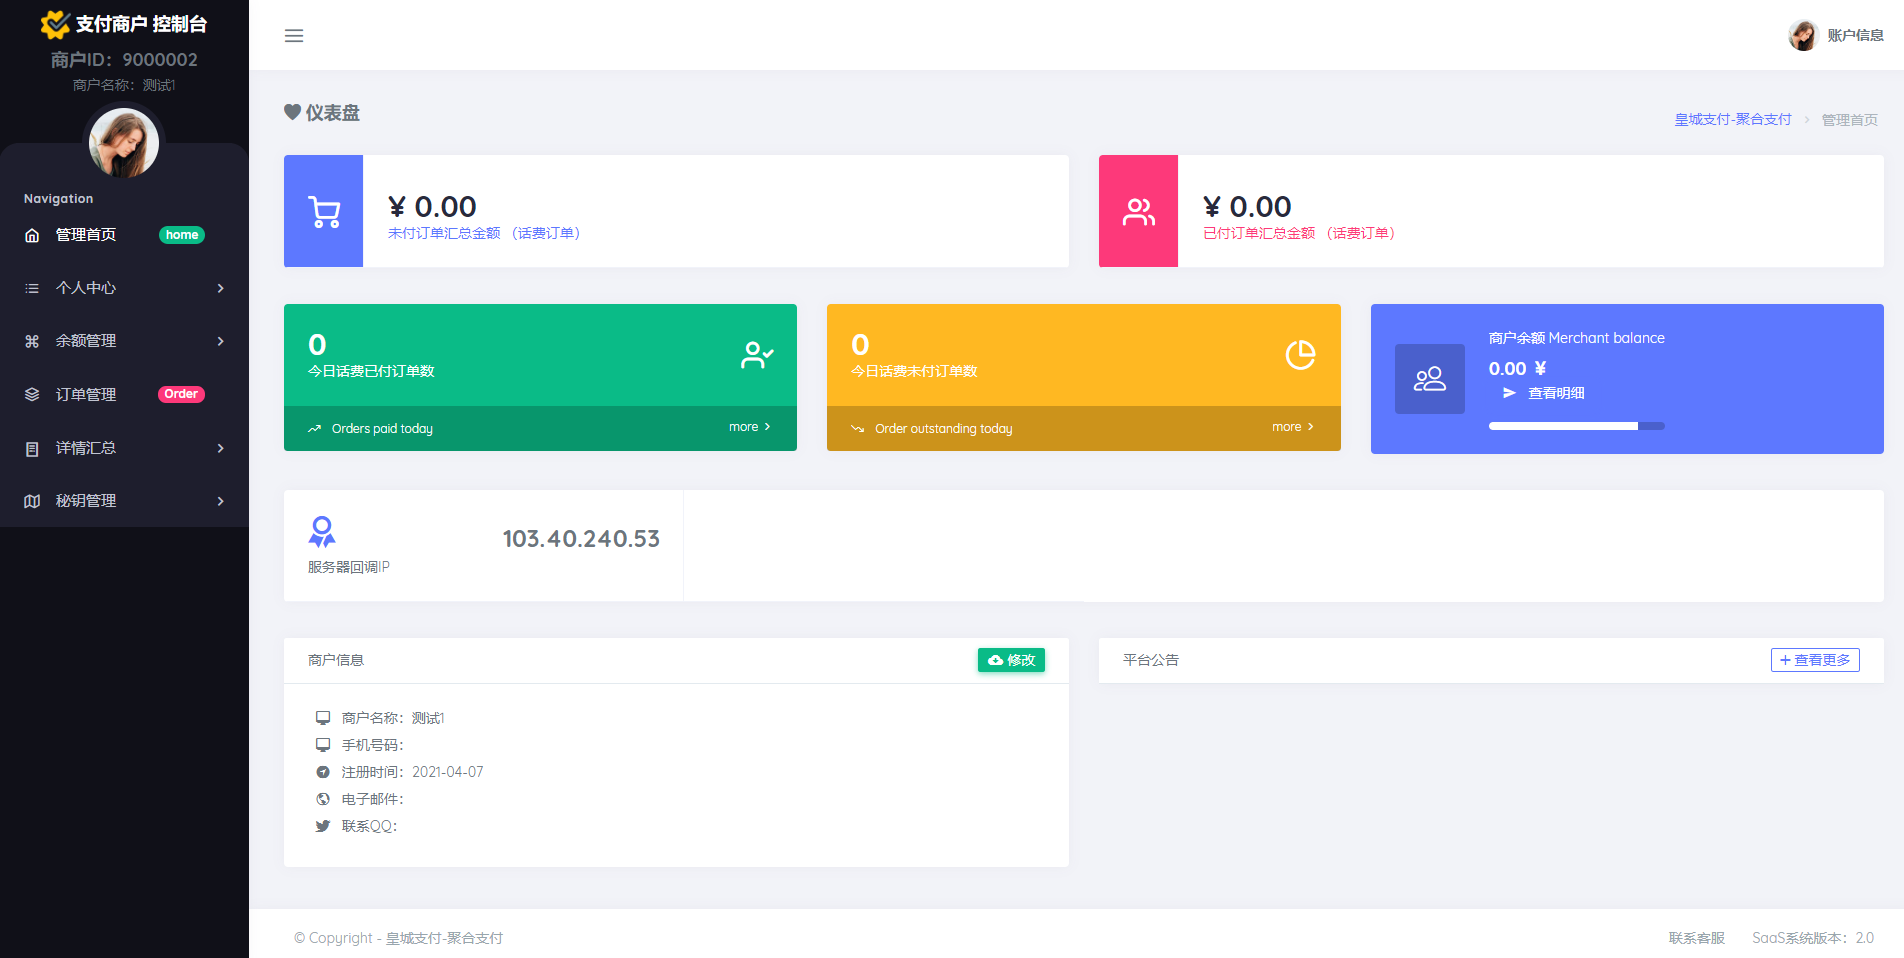 支付商户 控制台
商户ID：9000002
商户名称：测试1
Navigation
管理首页 home
个人中心
余额管理
订单管理 Order
详情汇总
秘钥管理
账户信息
仪表盘
皇城支付-聚合支付 › 管理首页
¥ 0.00
未付订单汇总金额 （话费订单）
¥ 0.00
已付订单汇总金额 （话费订单）
0
今日话费已付订单数
Orders paid today more
0
今日话费未付订单数
Order outstanding today more
商户余额 Merchant balance
0.00 ¥
查看明细
103.40.240.53
服务器回调IP
商户信息 修改
商户名称：测试1
手机号码：
注册时间：2021-04-07
电子邮件：
联系QQ：
平台公告 +查看更多
© Copyright - 皇城支付-聚合支付
联系客服 SaaS系统版本：2.0